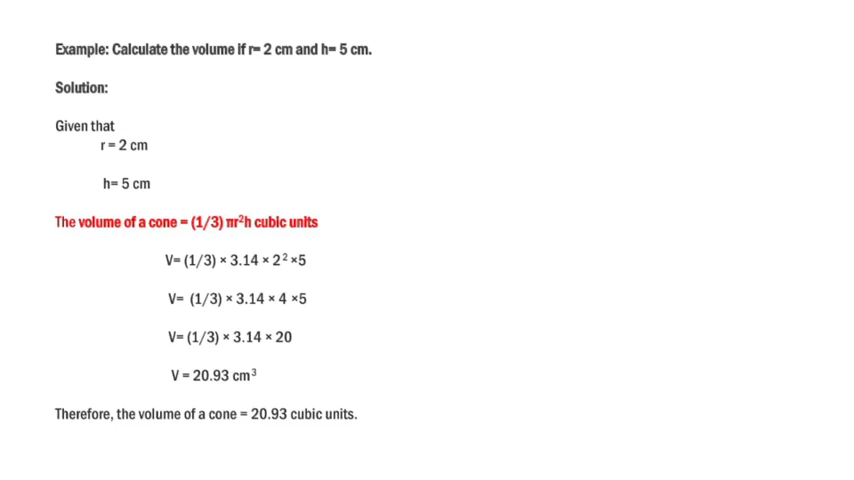 Example: Calculate the volume if r= 2 cm and h= 5 cm.
Solution:
Given that
r = 2 cm
h= 5 cm
The volume of a cone = (1/3) πr²h cubic units
V= (1/3) × 3.14 × 2² ×5
V= (1/3) × 3.14 × 4 ×5
V= (1/3) × 3.14 × 20
V = 20.93 cm³
Therefore, the volume of a cone = 20.93 cubic units.